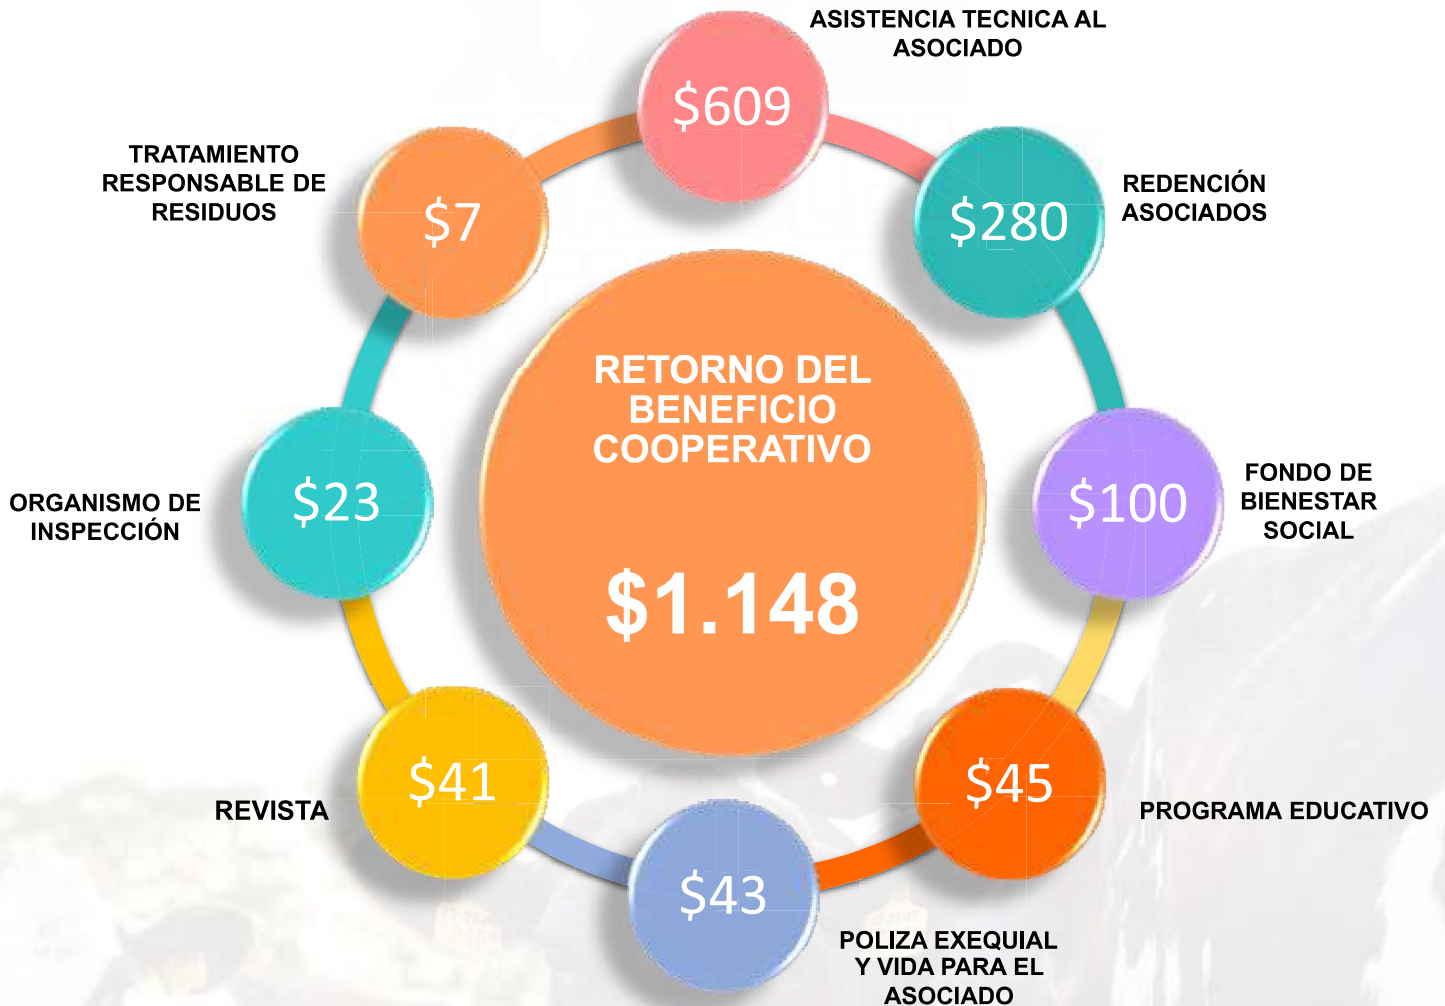 ASISTENCIA TECNICA AL
ASOCIADO
$609
TRATAMIENTO
RESPONSABLE DE
RESIDUOS
$7
$280
REDENCIÓN
ASOCIADOS
RETORNO DEL
BENEFICIO
COOPERATIVO
$1.148
ORGANISMO DE
INSPECCIÓN
$23
$100
FONDO DE
BIENESTAR
SOCIAL
REVISTA
$41
$45
PROGRAMA EDUCATIVO
$43
POLIZA EXEQUIAL
Y VIDA PARA EL
ASOCIADO